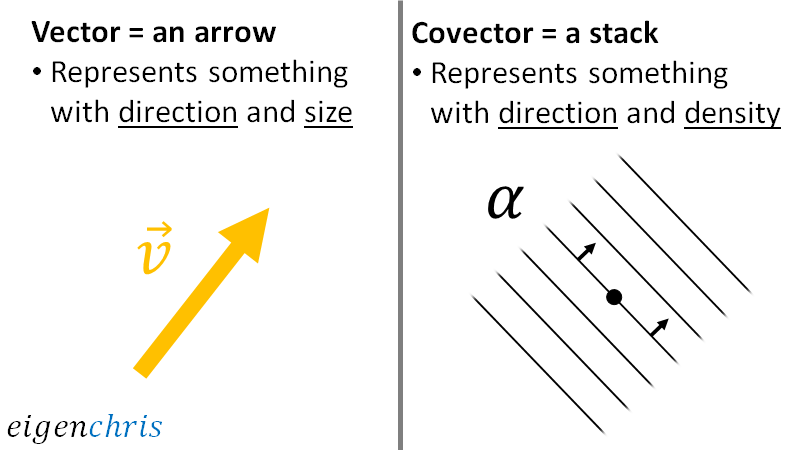 Vector = an arrow
• Represents something
with direction and size
v⃗
eigenchris
Covector = a stack
• Represents something
with direction and density
α